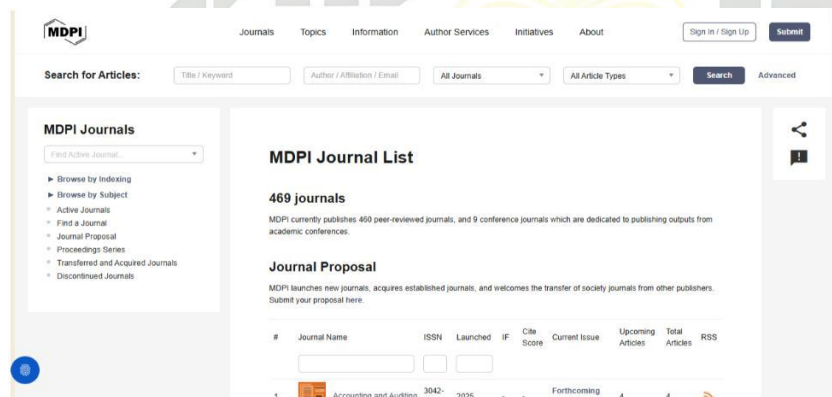 MDPI
Journals Topics Information Author Services Initiatives About
Sign In / Sign Up
Submit
Search for Articles:
Title / Keyword
Author / Affiliation / Email
All Journals
All Article Types
Search
Advanced
MDPI Journals
Find Active Journal...
Browse by Indexing
Browse by Subject
Active Journals
Find a Journal
Journal Proposal
Proceedings Series
Transferred and Acquired Journals
Discontinued Journals
MDPI Journal List
469 journals
MDPI currently publishes 460 peer-reviewed journals, and 9 conference journals which are dedicated to publishing outputs from
academic conferences.
Journal Proposal
MDPI launches new journals, acquires established journals, and welcomes the transfer of society journals from other publishers.
Submit your proposal here.
# Journal Name ISSN Launched IF Cite Score Current Issue Upcoming Articles Total Articles RSS
1 Accounting and Auditing 3042- 2025 - - Forthcoming 4 4